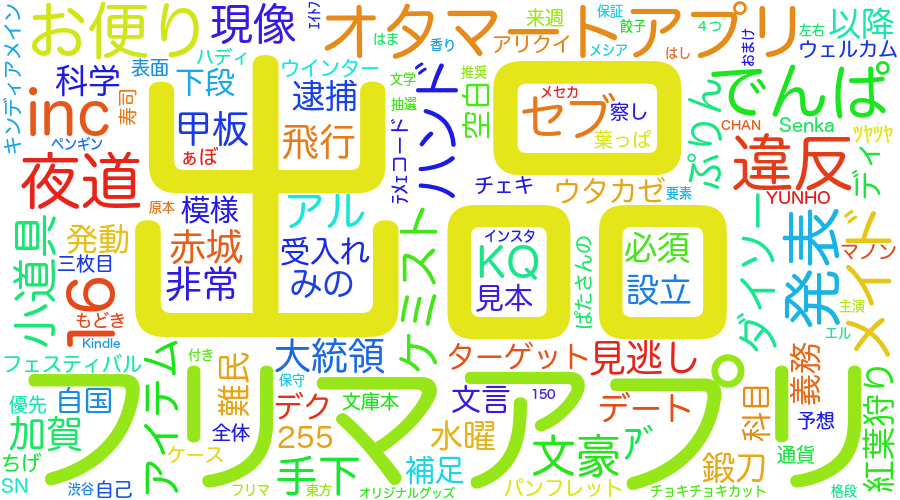 出品
フリマアプリ
オタマートアプリ
お便り
現像
ｴｲﾄﾌ
来週
アリクイ
保証
餃子
メシア
4つ
はし
左右
おまけ
以降
ウェルカム
キンディアメイン
科学
表面
下段
ハディ
ウインター
逮捕
はま
香り
文学
抽選
推奨
空白
メセカ
セブ
察し
葉っぱ
ぷりん
でんぱ
CHAN
Senka
ﾂﾔﾂﾔ
inc
寿司
ペンギン
甲板
飛行
ぁぼ
ﾃﾒｪコード
ハンド
チェキ
ウタカゼ
要素
違反
YUNHO
ディ
夜道
原本
模様
アル
赤城
受入れ
非常
みの
インスタ
KQ
見本
ぱたさんの
必須
設立
ダイソー
発表
メイド
マノン
主演
エル
小道具
発動
三枚目
16
もどき
Kindle
ケミスト
フェスティバル
アイテム
付き
難民
大統領
保守
ターゲット
見逃し
優先
自国
加賀
全体
デク
文庫本
文言
150
デート
科目
義務
予想
紅葉狩り
ちげ
SN
渋谷
自己
ケース
255
手下
水曜
補足
文豪
ｱﾞ
鍛刀
通貨
フリマ
東方
オリジナルグッズ
パンフレット
チョキチョキカット
格段